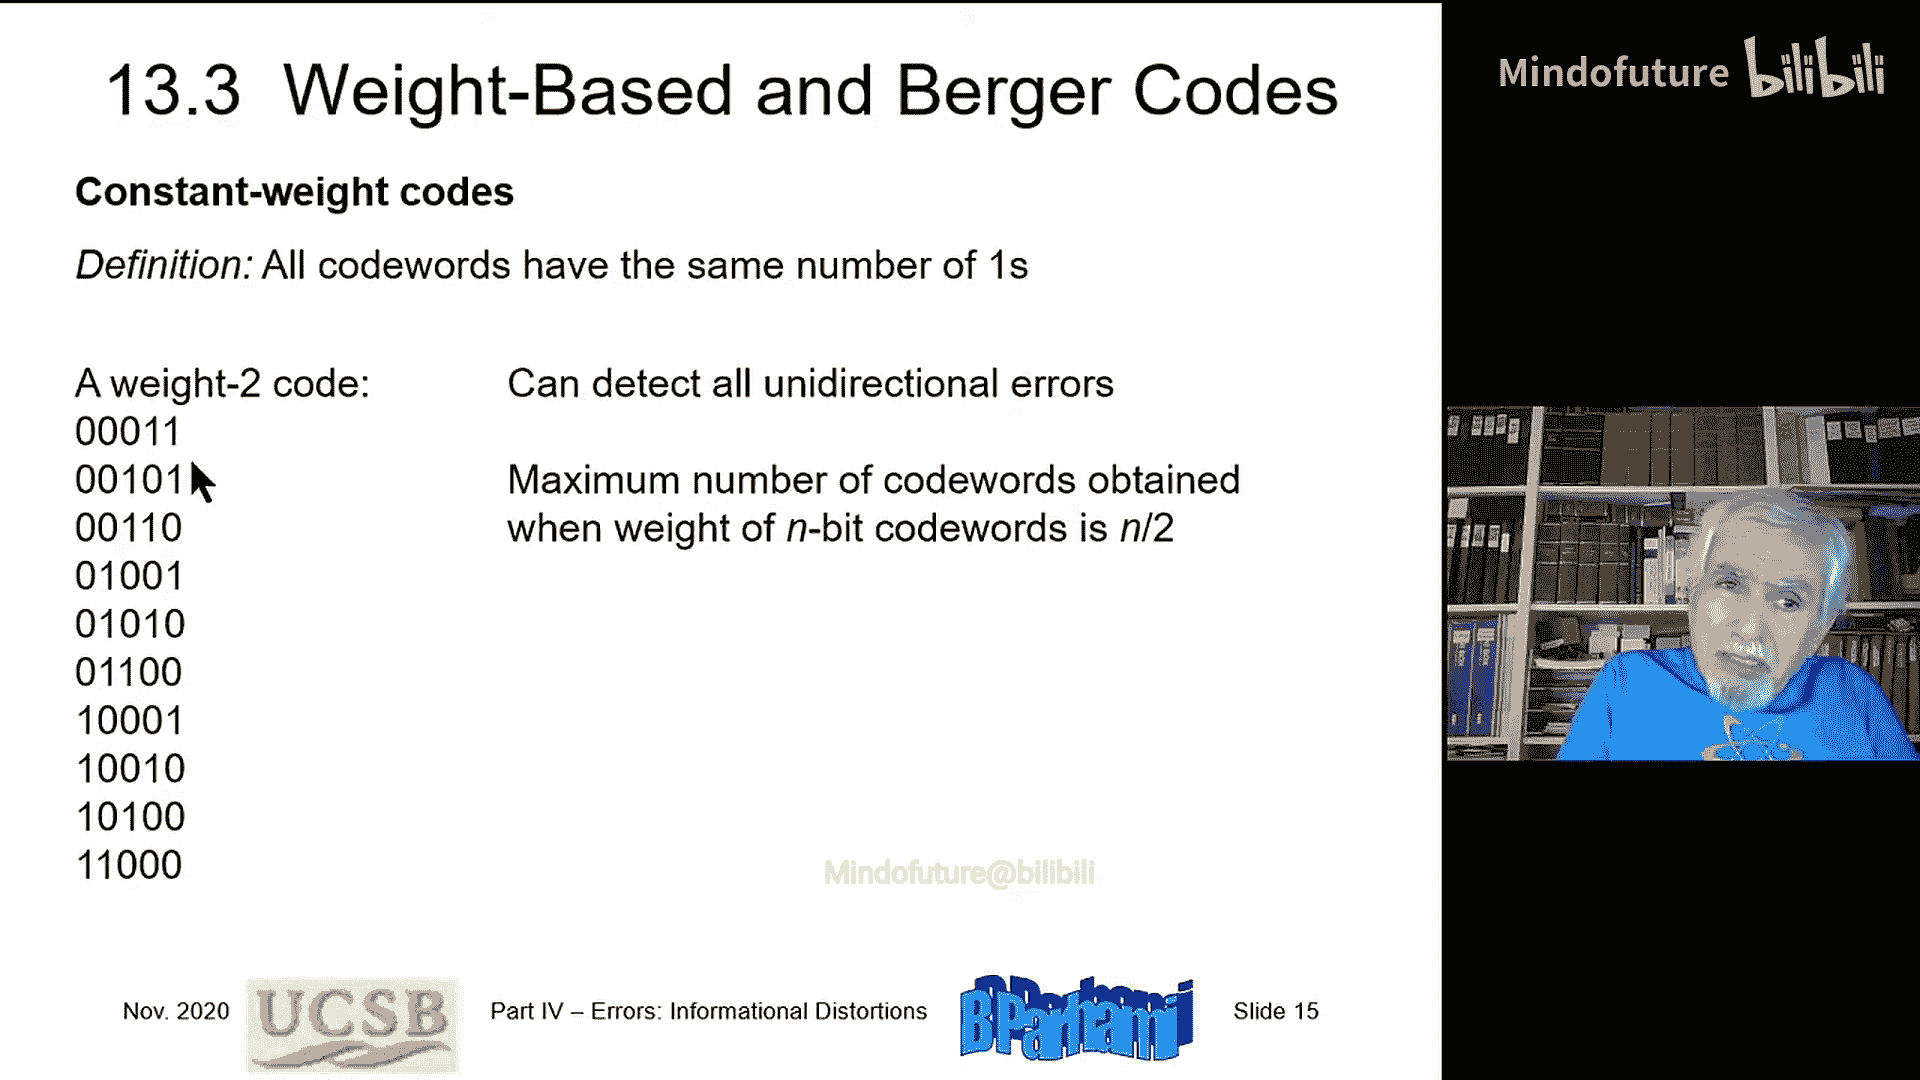 13.3 Weight-Based and Berger Codes
Mindofuture bilibili
Constant-weight codes
Definition: All codewords have the same number of 1s
A weight-2 code:
00011
00101
00110
01001
01010
01100
10001
10010
10100
11000
Can detect all unidirectional errors
Maximum number of codewords obtained
when weight of n-bit codewords is n/2
Mindofuture@bilibili
Nov. 2020
UCSB
Part IV – Errors: Informational Distortions
B Parhami
Slide 15